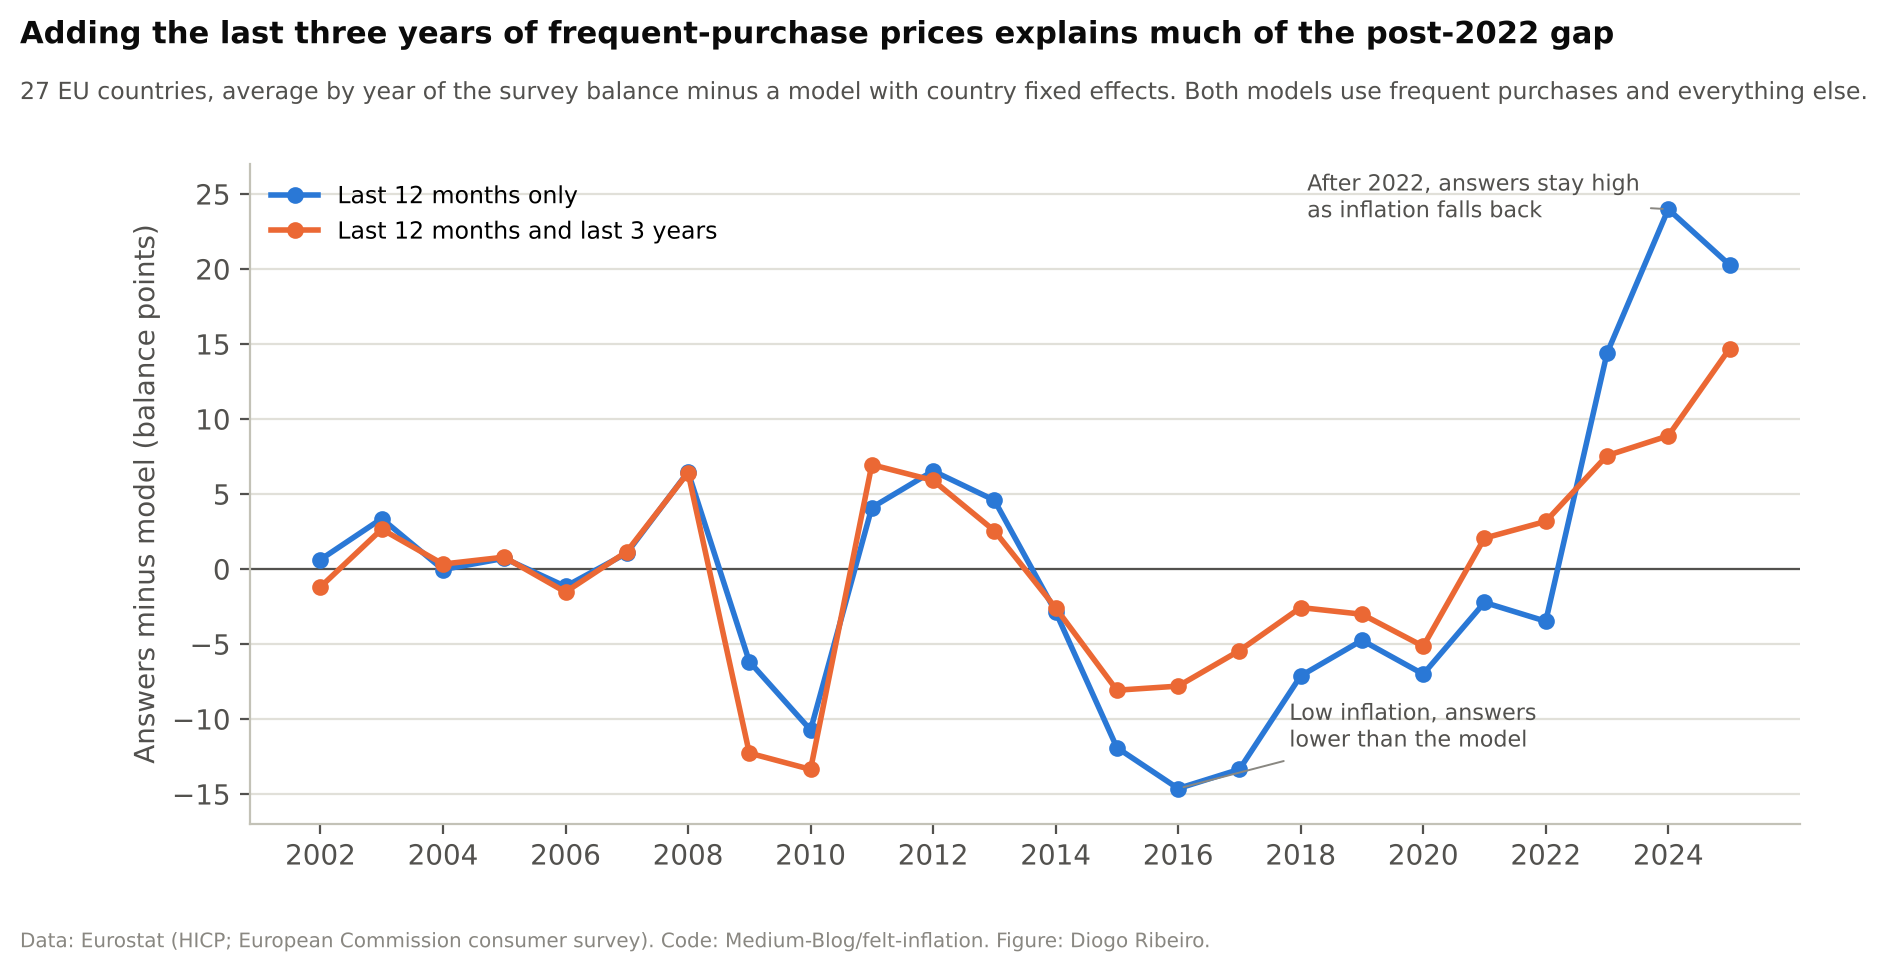 Adding the last three years of frequent-purchase prices explains much of the post-2022 gap
27 EU countries, average by year of the survey balance minus a model with country fixed effects. Both models use frequent purchases and everything else.
Answers minus model (balance points)
25
20
15
10
5
0
−5
−10
−15
Last 12 months only
Last 12 months and last 3 years
After 2022, answers stay high
as inflation falls back
Low inflation, answers
lower than the model
2002 2004 2006 2008 2010 2012 2014 2016 2018 2020 2022 2024
Data: Eurostat (HICP; European Commission consumer survey). Code: Medium-Blog/felt-inflation. Figure: Diogo Ribeiro.